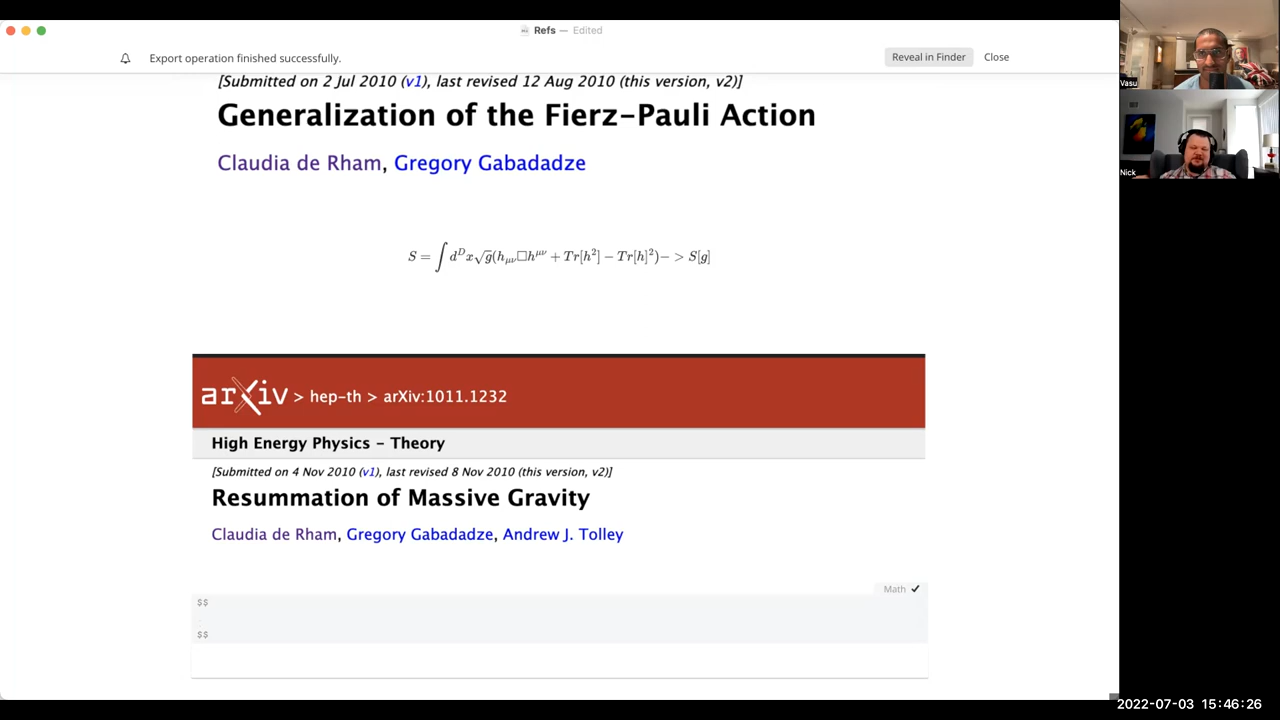 Refs — Edited
Export operation finished successfully.
Reveal in Finder
Close
[Submitted on 2 Jul 2010 (v1), last revised 12 Aug 2010 (this version, v2)]
Generalization of the Fierz-Pauli Action
Claudia de Rham, Gregory Gabadadze
S = ∫ d^D x √g (h_{μν} □ h^{μν} + Tr[h²] − Tr[h]²)− > S[g]
arXiv > hep-th > arXiv:1011.1232
High Energy Physics – Theory
[Submitted on 4 Nov 2010 (v1), last revised 8 Nov 2010 (this version, v2)]
Resummation of Massive Gravity
Claudia de Rham, Gregory Gabadadze, Andrew J. Tolley
Math ✓
$$
$$
Vasu
Nick
2022-07-03 15:46:26